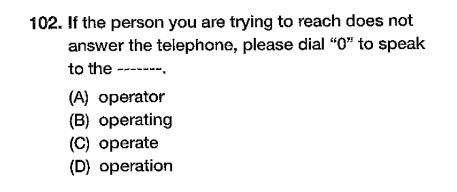 102. If the person you are trying to reach does not
answer the telephone, please dial “0” to speak
to the -------.
(A) operator
(B) operating
(C) operate
(D) operation